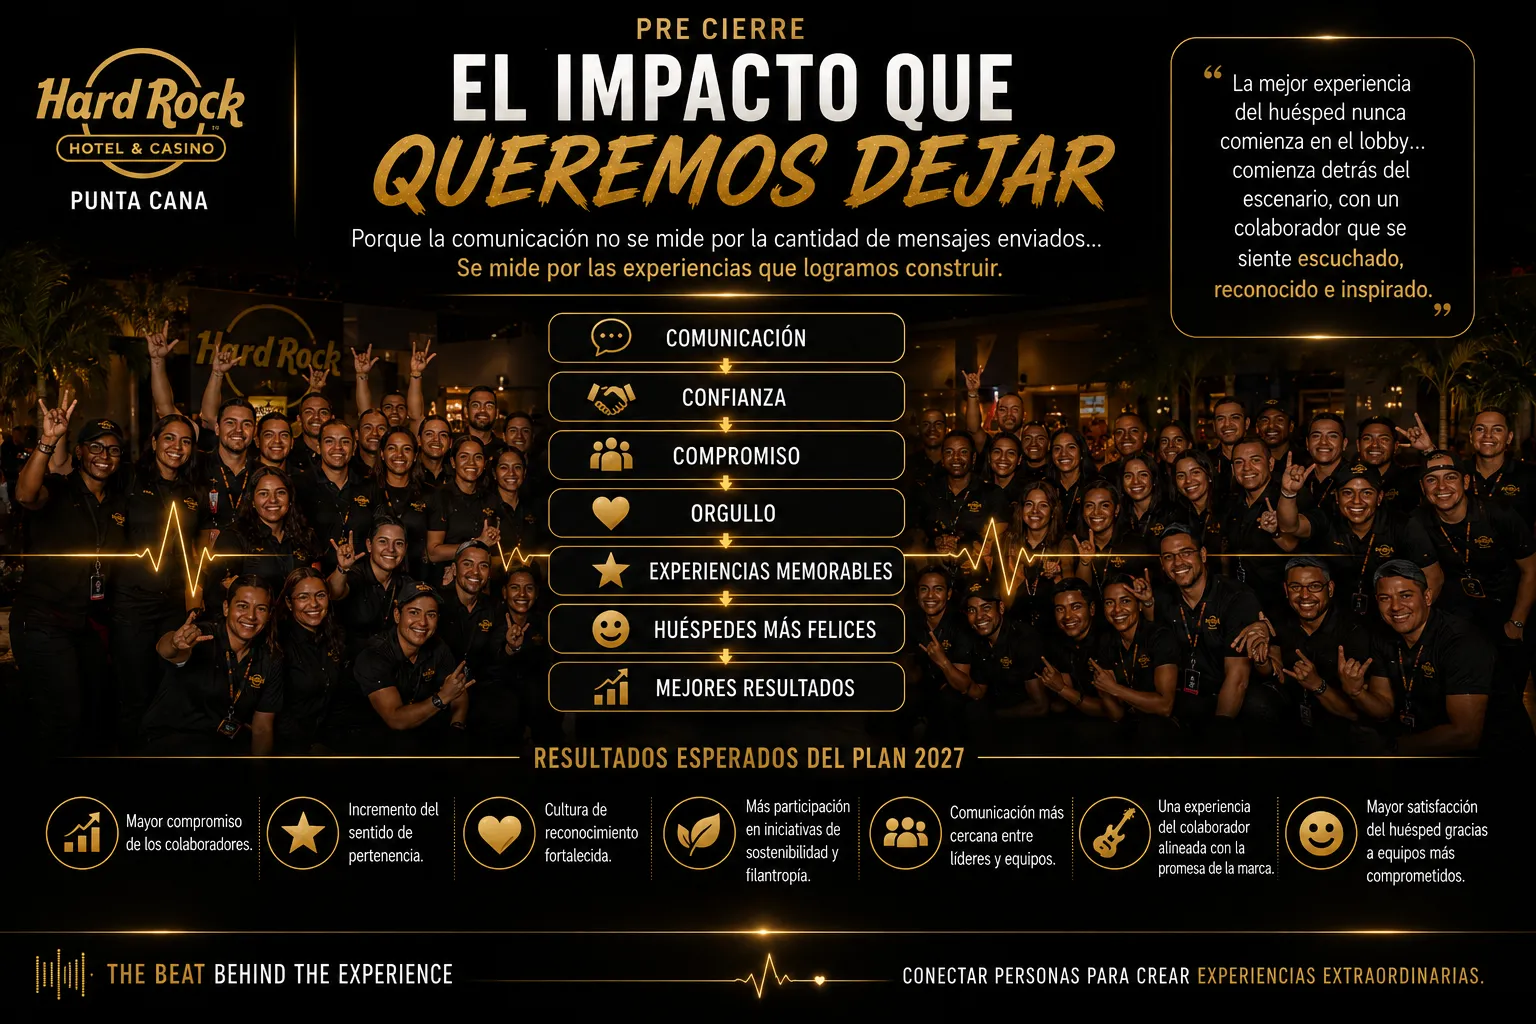 PRE CIERRE
EL IMPACTO QUE
QUEREMOS DEJAR
Porque la comunicación no se mide por la cantidad de mensajes enviados...
Se mide por las experiencias que logramos construir.
Hard Rock
HOTEL & CASINO
PUNTA CANA
“ La mejor experiencia
del huésped nunca
comienza en el lobby...
comienza detrás del
escenario, con un
colaborador que se
siente escuchado,
reconocido e inspirado. ”
Hard Rock
COMUNICACIÓN
CONFIANZA
COMPROMISO
ORGULLO
EXPERIENCIAS MEMORABLES
HUÉSPEDES MÁS FELICES
MEJORES RESULTADOS
RESULTADOS ESPERADOS DEL PLAN 2027
Mayor compromiso
de los colaboradores.
Incremento del
sentido de
pertenencia.
Cultura de
reconocimiento
fortalecida.
Más participación
en iniciativas de
sostenibilidad y
filantropía.
Comunicación más
cercana entre
líderes y equipos.
Una experiencia
del colaborador
alineada con la
promesa de la marca.
Mayor satisfacción
del huésped gracias
a equipos más
comprometidos.
THE BEAT BEHIND THE EXPERIENCE
CONECTAR PERSONAS PARA CREAR EXPERIENCIAS EXTRAORDINARIAS.